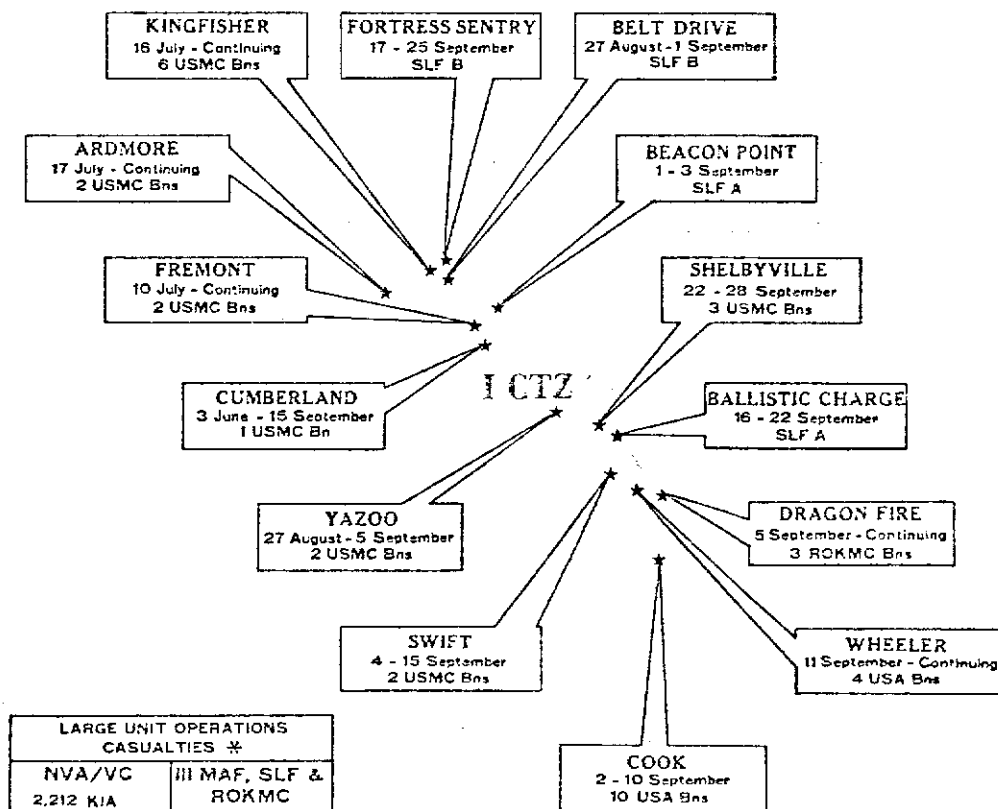 KINGFISHER
16 July - Continuing
6 USMC Bns
FORTRESS SENTRY
17 - 25 September
SLF B
BELT DRIVE
27 August - 1 September
SLF B
ARDMORE
17 July - Continuing
2 USMC Bns
BEACON POINT
1 - 3 September
SLF A
FREMONT
10 July - Continuing
2 USMC Bns
SHELBYVILLE
22 - 28 September
3 USMC Bns
CUMBERLAND
3 June - 15 September
1 USMC Bn
I CTZ
BALLISTIC CHARGE
16 - 22 September
SLF A
YAZOO
27 August - 5 September
2 USMC Bns
DRAGON FIRE
5 September - Continuing
3 ROKMC Bns
SWIFT
4 - 15 September
2 USMC Bns
WHEELER
11 September - Continuing
4 USA Bns
COOK
2 - 10 September
10 USA Bns
LARGE UNIT OPERATIONS
CASUALTIES *
NVA/VC
2,212 KIA
III MAF, SLF &
ROKMC